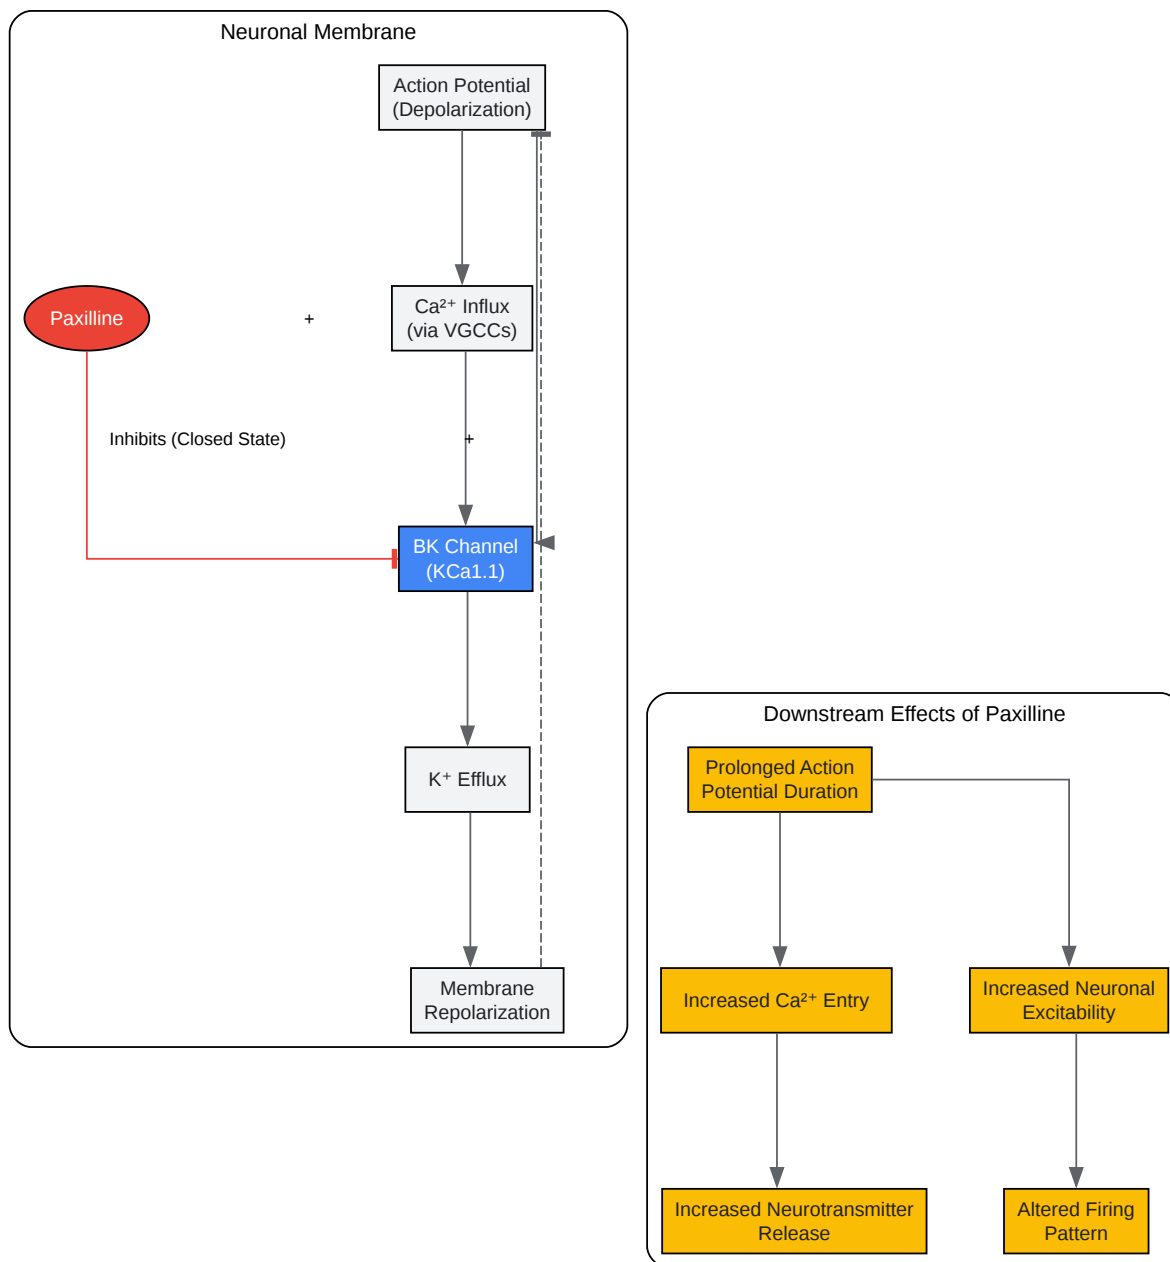 Neuronal Membrane
Action Potential
(Depolarization)
Paxilline
+
Ca²⁺ Influx
(via VGCCs)
Inhibits (Closed State)
+
BK Channel
(KCa1.1)
K⁺ Efflux
Membrane
Repolarization
Downstream Effects of Paxilline
Prolonged Action
Potential Duration
Increased Ca²⁺ Entry
Increased Neuronal
Excitability
Increased Neurotransmitter
Release
Altered Firing
Pattern